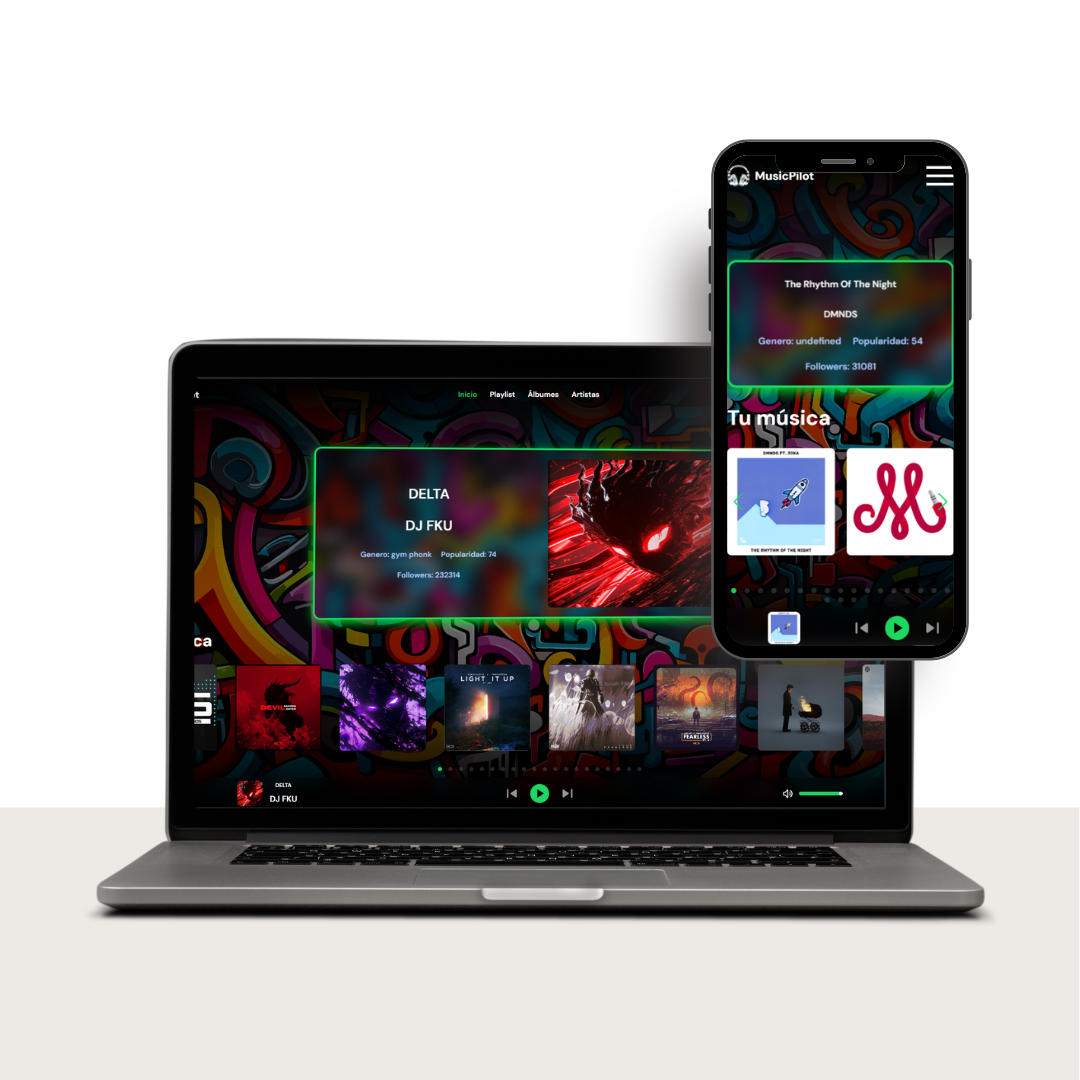 MusicPilot
The Rhythm Of The Night
DMNDS
Genero: undefined Popularidad: 54
Followers: 31081
Tu música
DMNDS FT. ROKA
THE RHYTHM OF THE NIGHT
ot
Inicio Playlist Álbumes Artistas
DELTA
DJ FKU
Genero: gym phonk Popularidad: 74
Followers: 232314
ca
DEVIL
LIGHT IT UP
FEARLESS
DELTA
DJ FKU